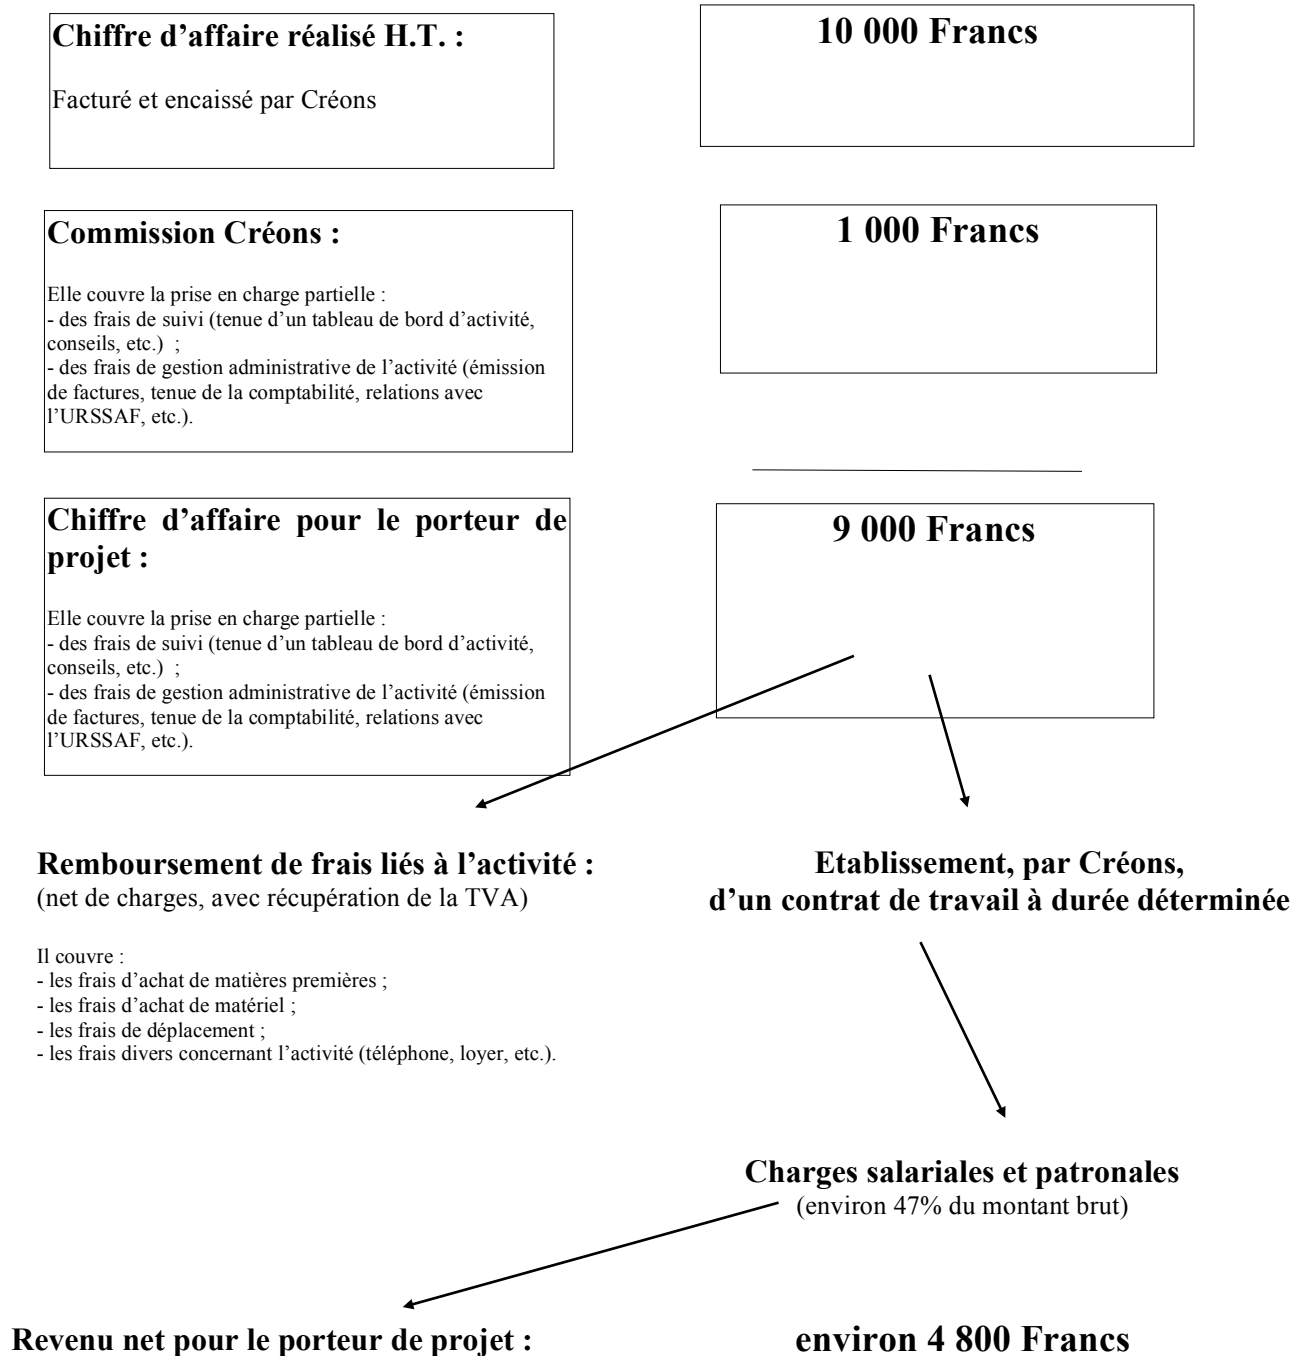 Chiffre d’affaire réalisé H.T. :
Facturé et encaissé par Créons
10 000 Francs
Commission Créons :
Elle couvre la prise en charge partielle :
- des frais de suivi (tenue d’un tableau de bord d’activité,
conseils, etc.) ;
- des frais de gestion administrative de l’activité (émission
de factures, tenue de la comptabilité, relations avec
l’URSSAF, etc.).
1 000 Francs
Chiffre d’affaire pour le porteur de
projet :
Elle couvre la prise en charge partielle :
- des frais de suivi (tenue d’un tableau de bord d’activité,
conseils, etc.) ;
- des frais de gestion administrative de l’activité (émission
de factures, tenue de la comptabilité, relations avec
l’URSSAF, etc.).
9 000 Francs
Remboursement de frais liés à l’activité :
(net de charges, avec récupération de la TVA)
Il couvre :
- les frais d’achat de matières premières ;
- les frais d’achat de matériel ;
- les frais de déplacement ;
- les frais divers concernant l’activité (téléphone, loyer, etc.).
Etablissement, par Créons,
d’un contrat de travail à durée déterminée
Charges salariales et patronales
(environ 47% du montant brut)
Revenu net pour le porteur de projet :
environ 4 800 Francs